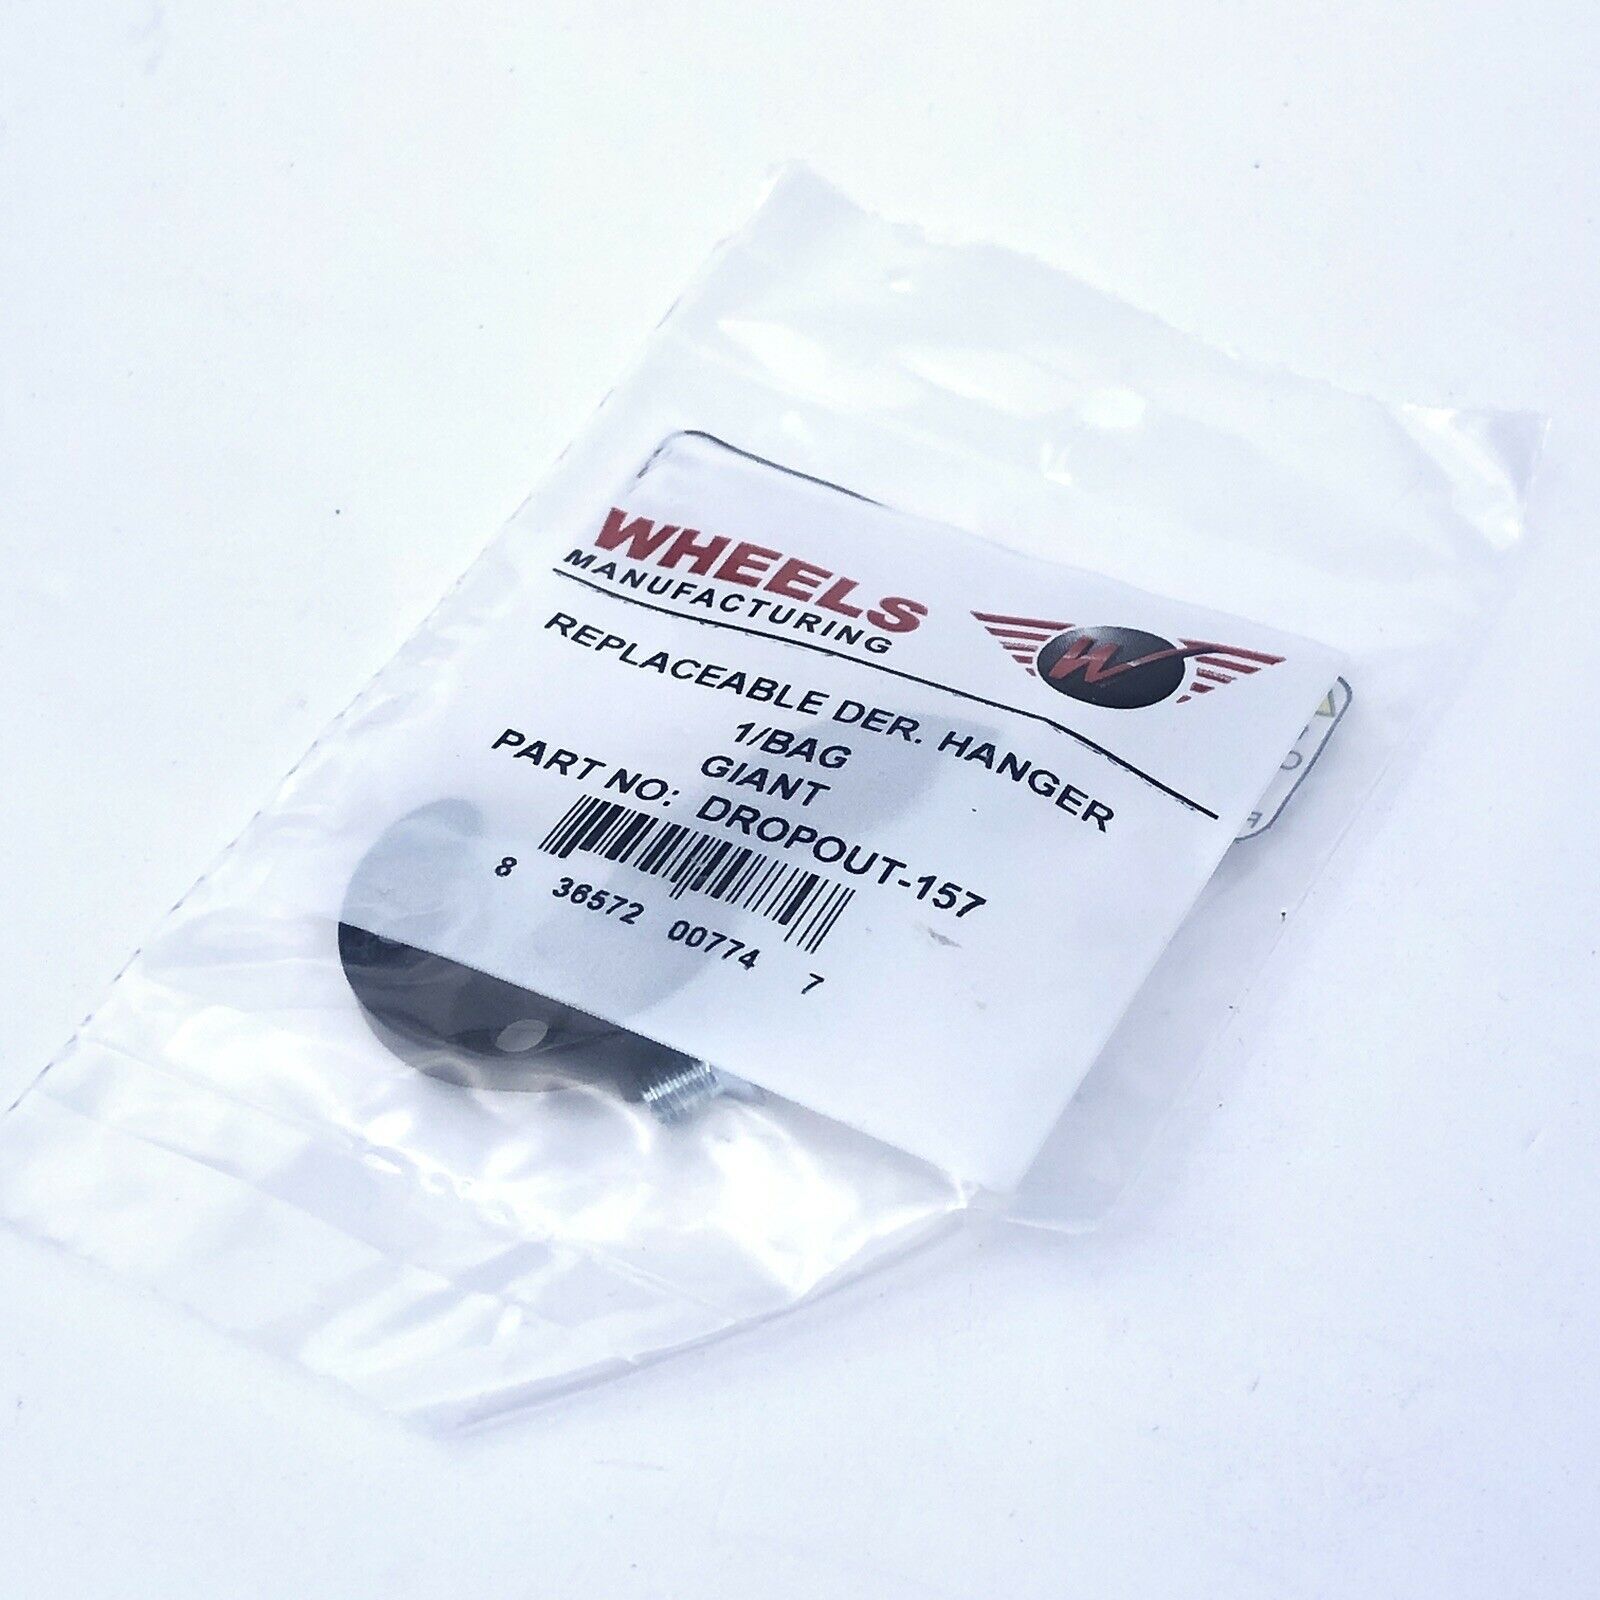 WHEELS
MANUFACTURING
W
REPLACEABLE DER. HANGER
1/BAG
GIANT
PART NO: DROPOUT-157
8 36572 00774 7